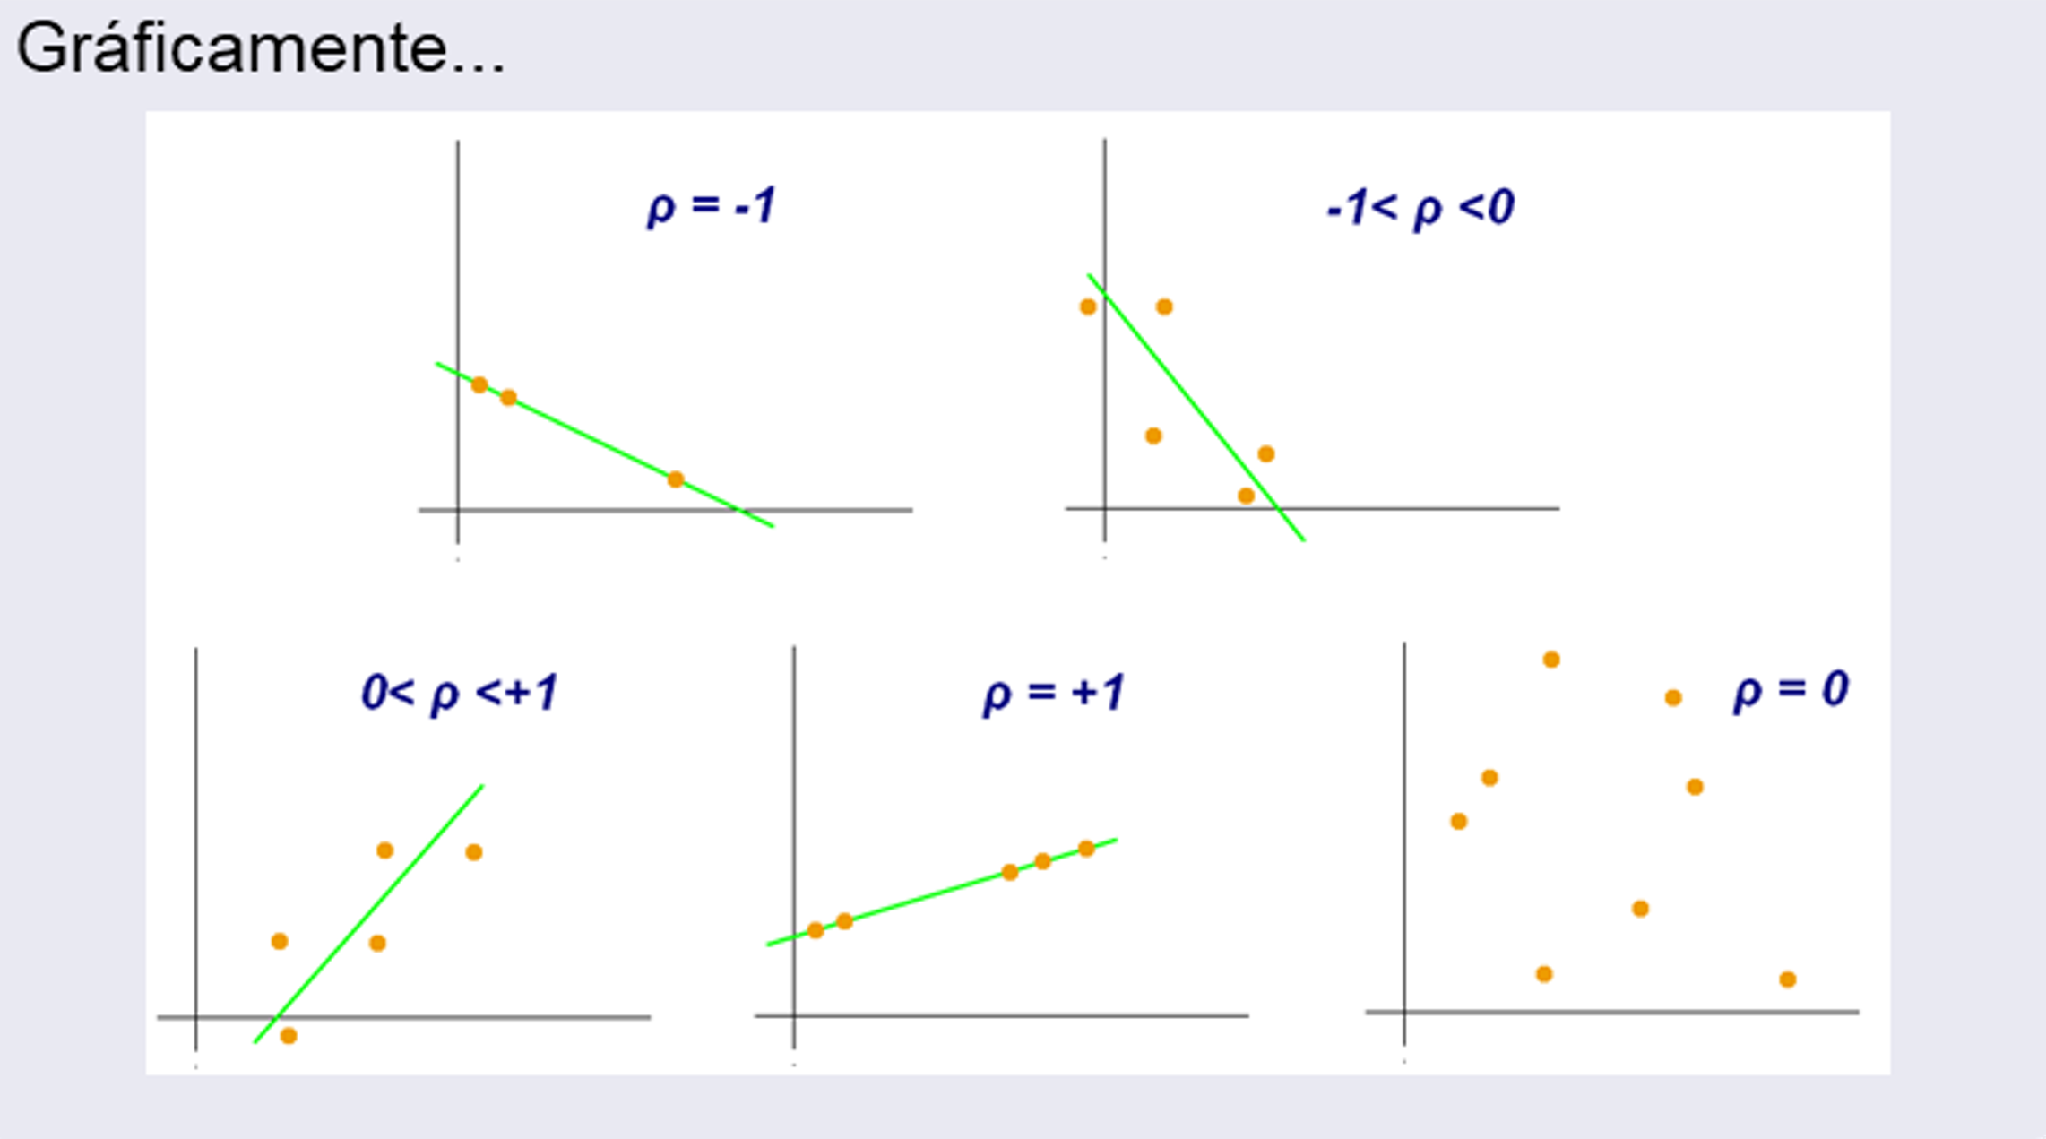 Gráficamente...
ρ = -1
-1< ρ <0
0< ρ <+1
ρ = +1
ρ = 0